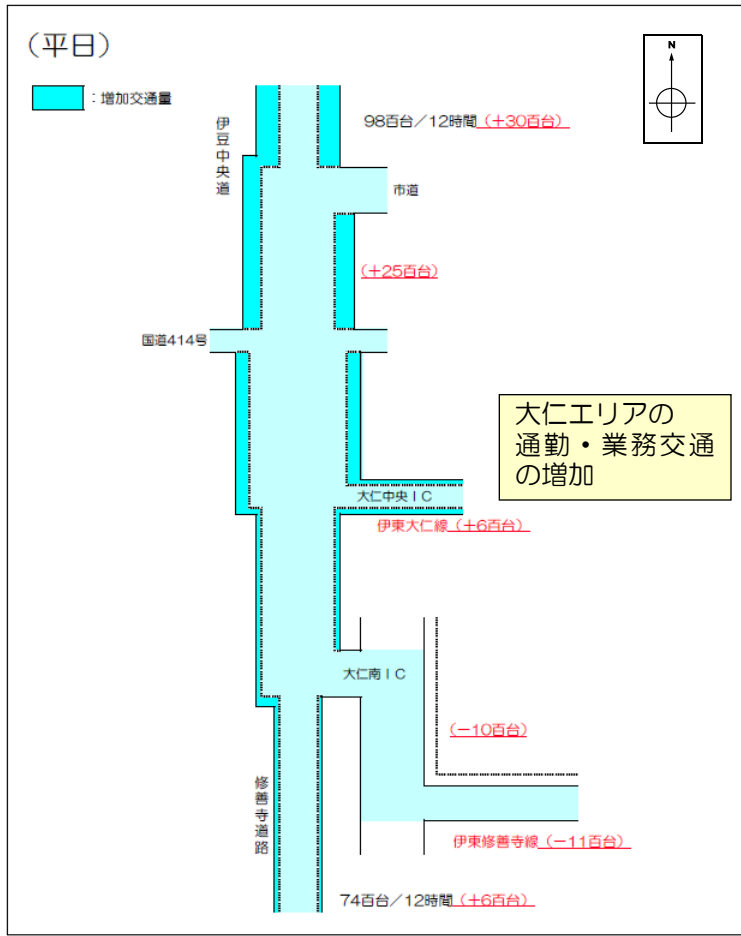 （平日）
N
：増加交通量
伊豆中央道
98百台／12時間（＋30百台）
市道
（＋25百台）
国道414号
大仁エリアの
通勤・業務交通
の増加
大仁中央ＩＣ
伊東大仁線（＋6百台）
大仁南ＩＣ
（－10百台）
修善寺道路
伊東修善寺線（－11百台）
74百台／12時間（＋6百台）